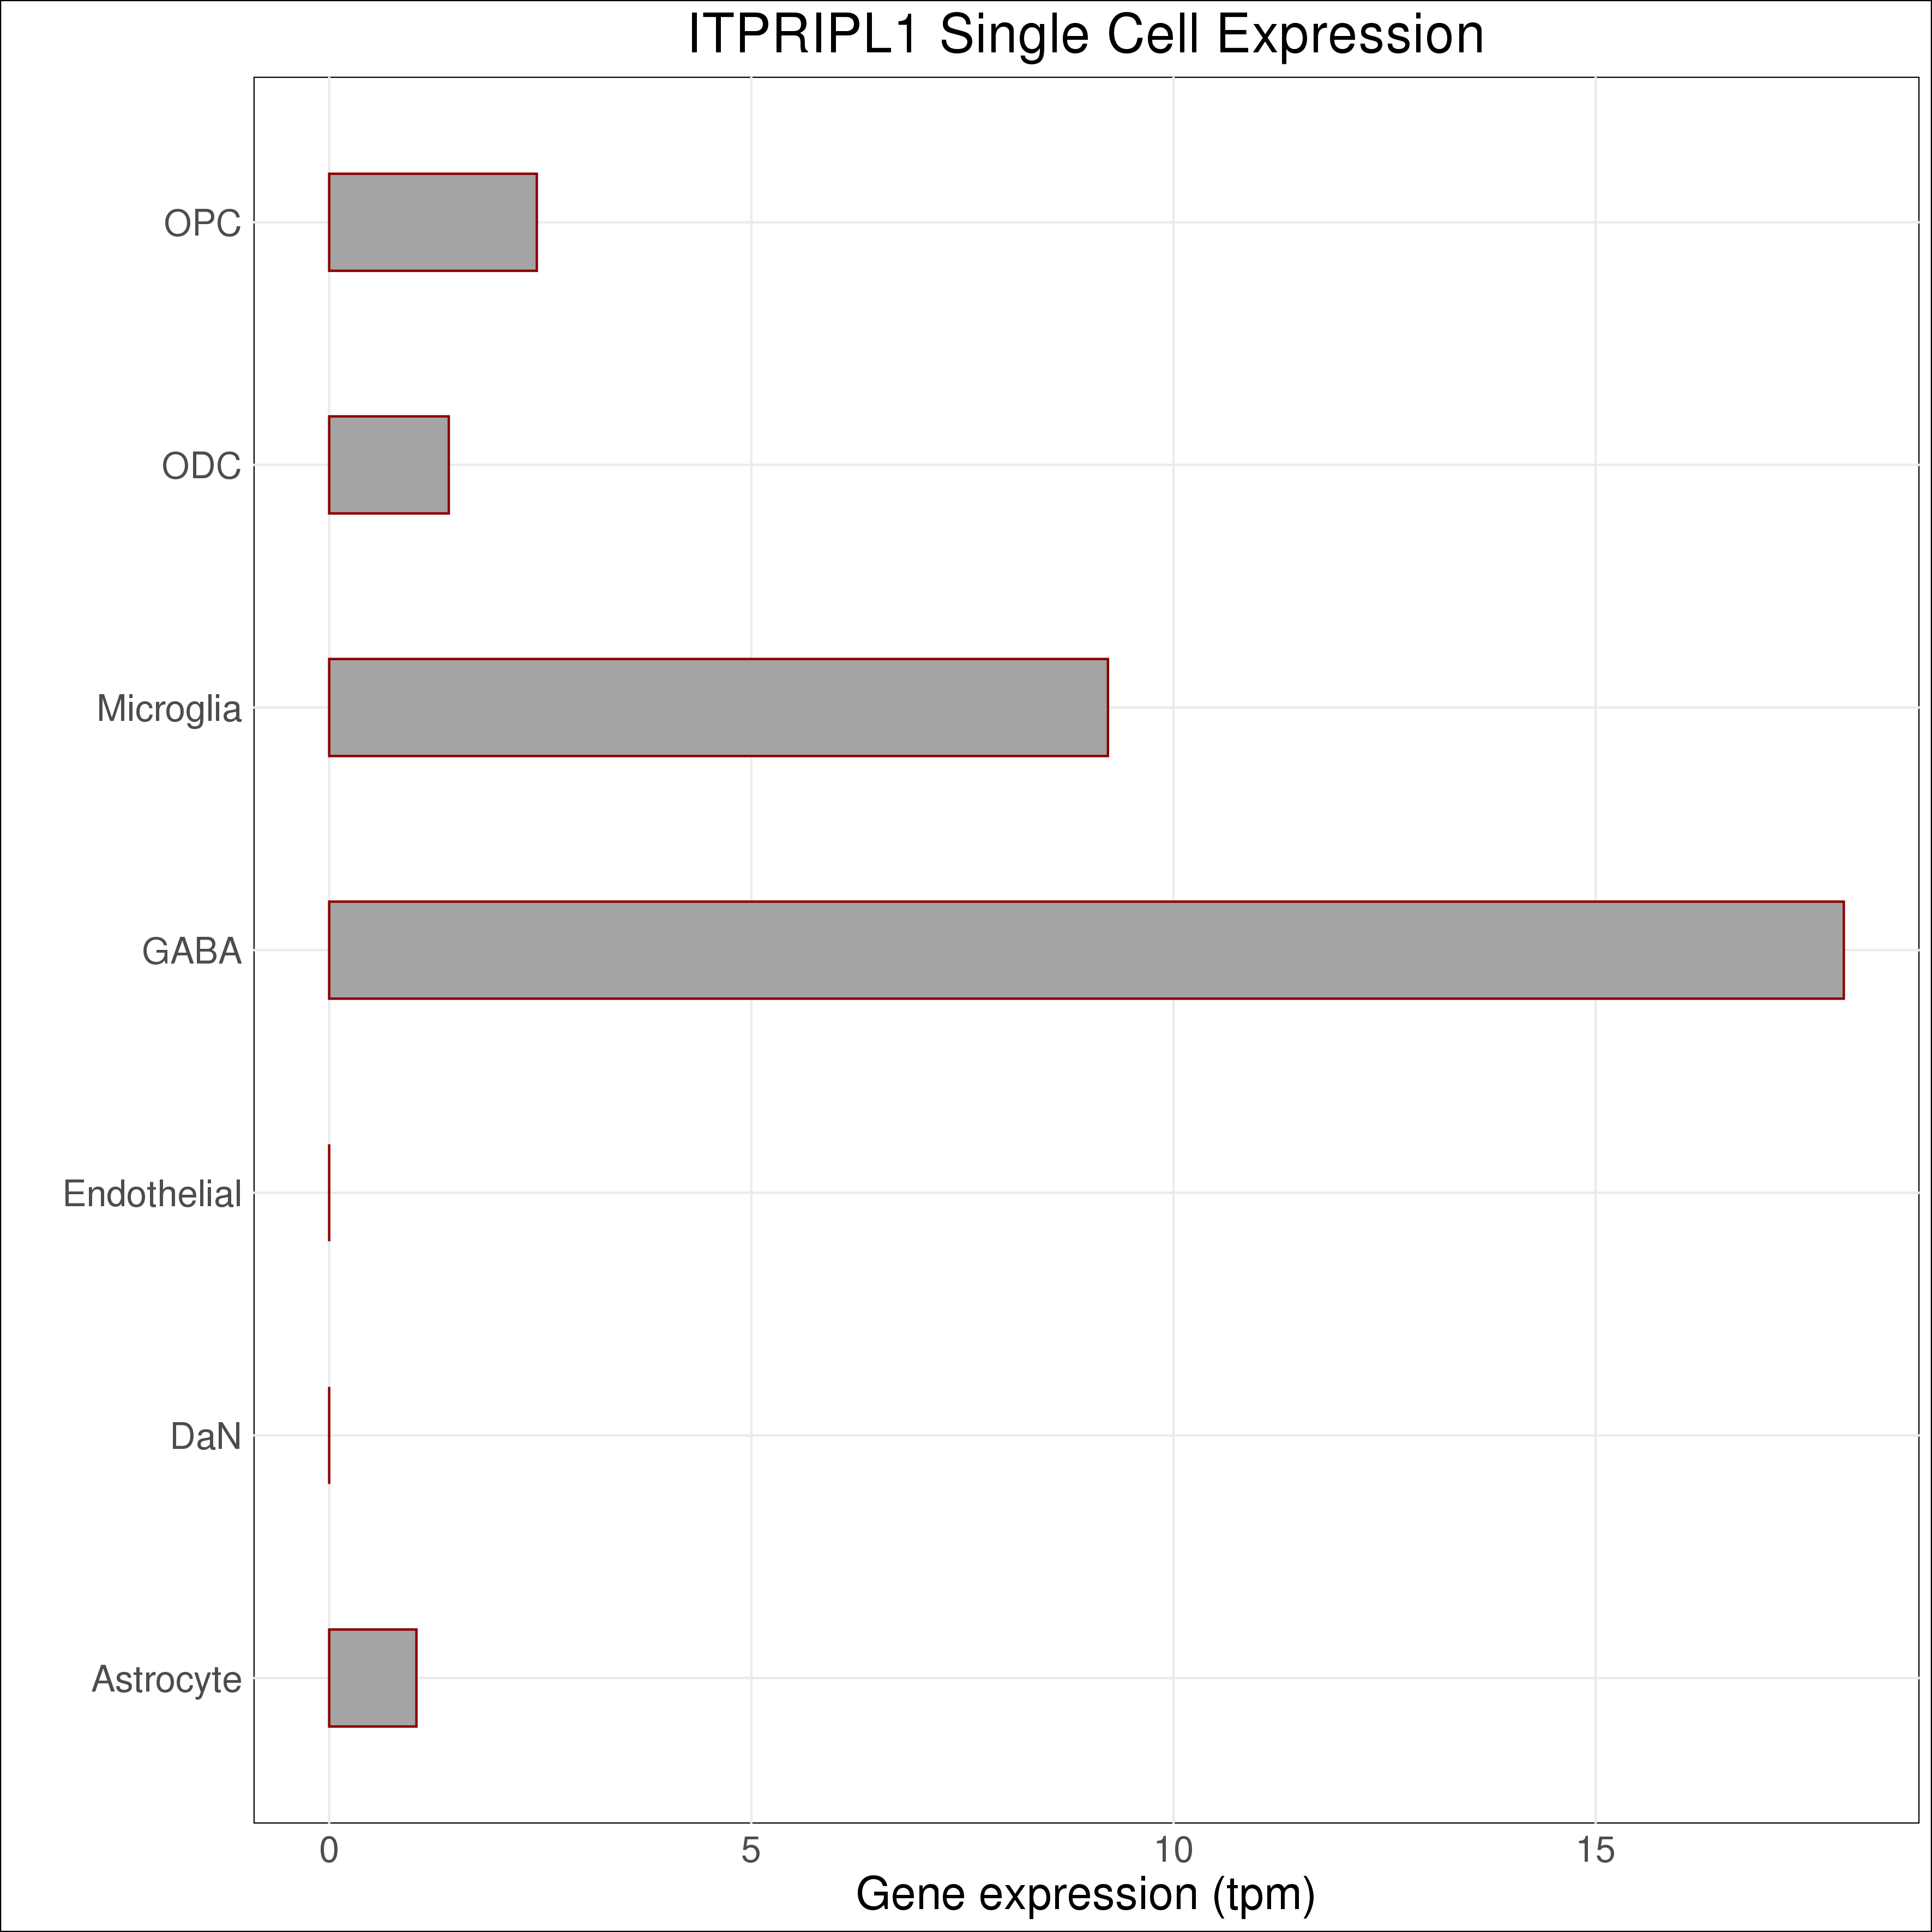 ITPRIPL1 Single Cell Expression
OPC
ODC
Microglia
GABA
Endothelial
DaN
Astrocyte
0 5 10 15
Gene expression (tpm)